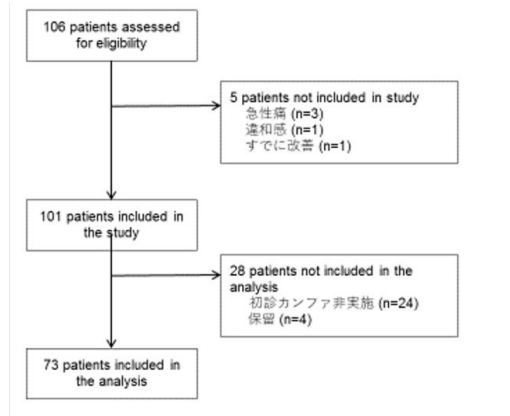 106 patients assessed
for eligibility
5 patients not included in study
急性痛 (n=3)
違和感 (n=1)
すでに改善 (n=1)
101 patients included in
the study
28 patients not included in the
analysis
初診カンファ非実施 (n=24)
保留 (n=4)
73 patients included in
the analysis